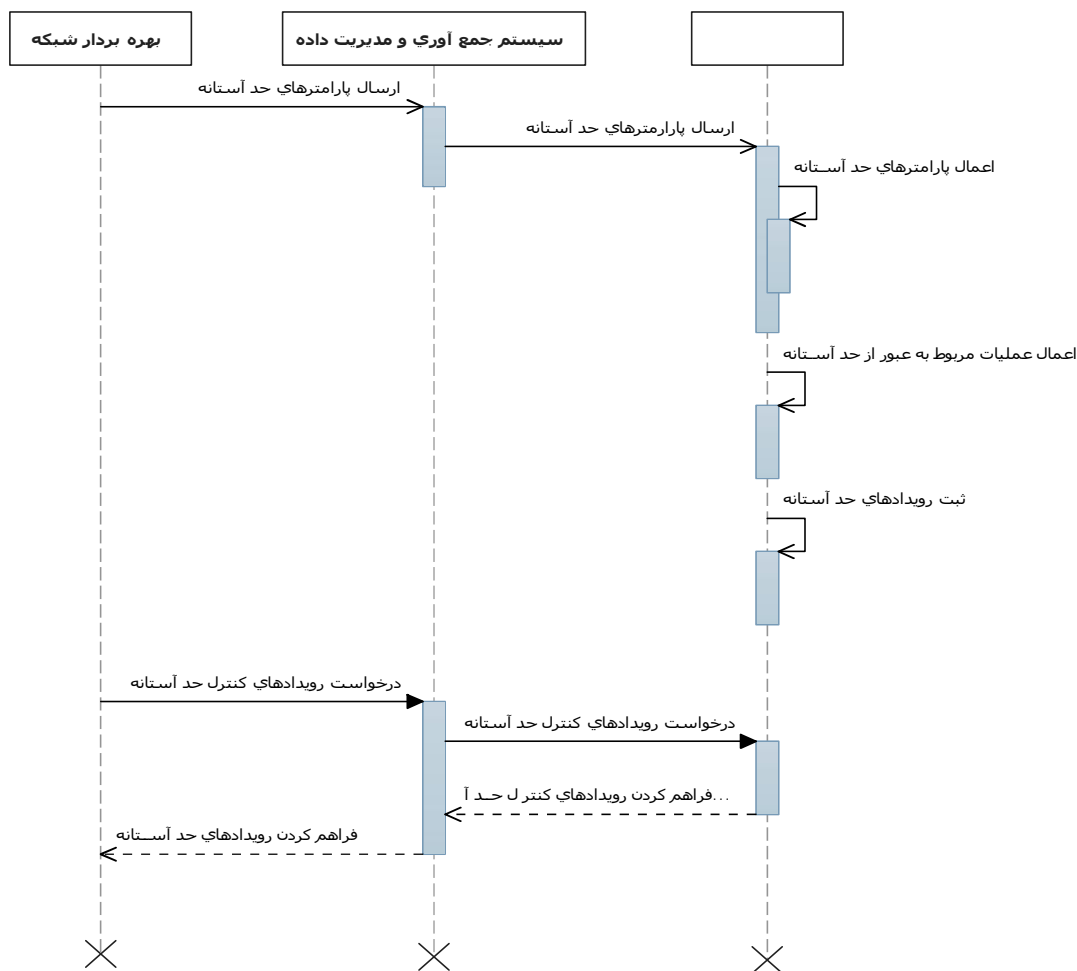 بهره بردار شبکه
سیستم جمع آوري و مدیریت داده
ارسال پارامترهاي حد آستانه
ارسال پارارمترهاي حد آستانه
اعمال پارامترهاي حد آستانه
اعمال عملیات مربوط به عبور از حد آستانه
ثبت رویدادهاي حد آستانه
درخواست رویدادهاي کنترل حد آستانه
درخواست رویدادهاي کنترل حد آستانه
فراهم کردن رویدادهاي کنترل حد آ...
فراهم کردن رویدادهاي حد آستانه